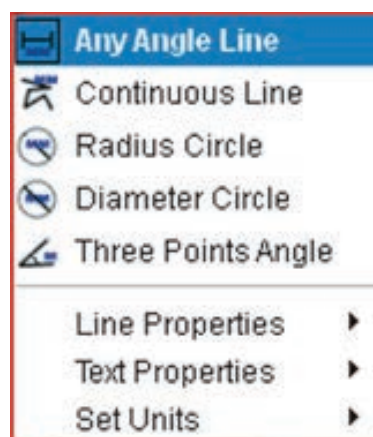 Any Angle Line
Continuous Line
Radius Circle
Diameter Circle
Three Points Angle
Line Properties
Text Properties
Set Units